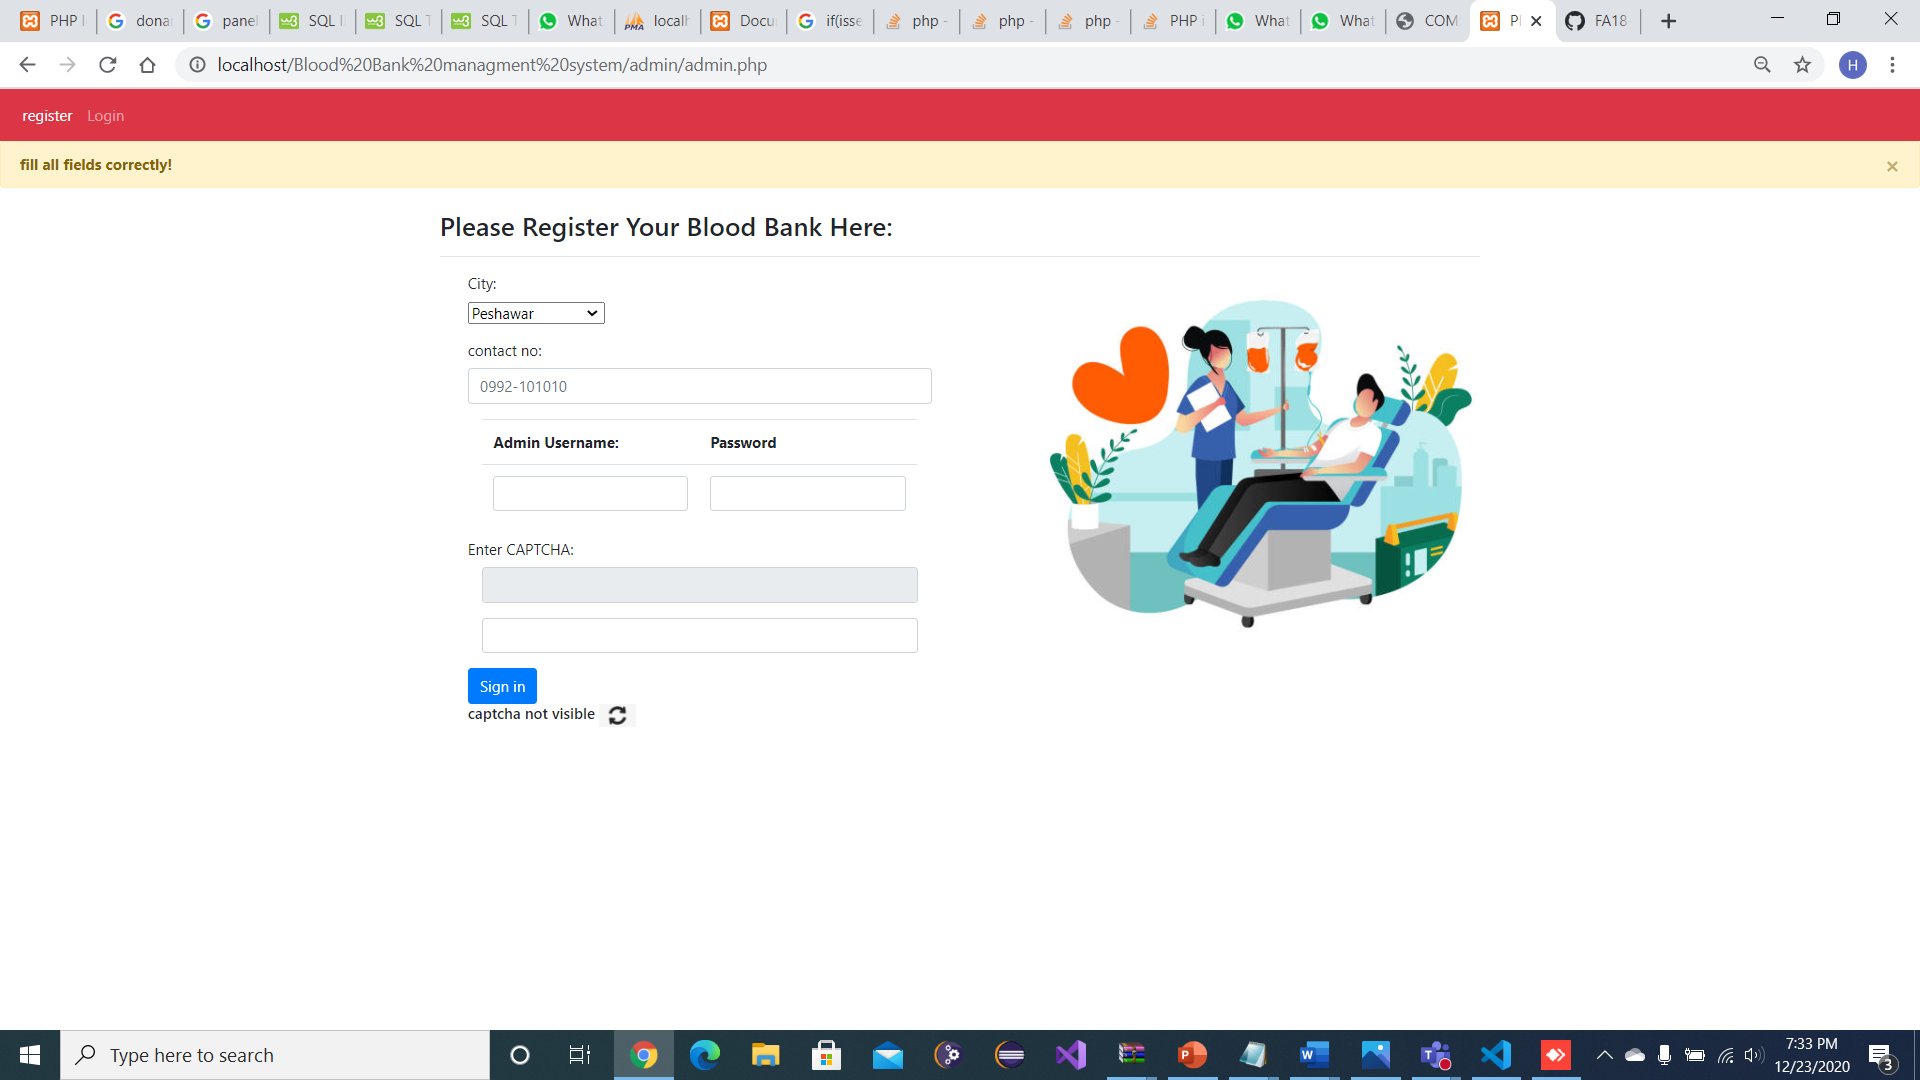 PHP
donar
panel
SQL I
SQL T
SQL T
What
localh
Docu
if(isse
php -
php -
php -
PHP i
What
What
COM
FA18
localhost/Blood%20Bank%20managment%20system/admin/admin.php
H
register Login
fill all fields correctly!
Please Register Your Blood Bank Here:
City:
Peshawar
contact no:
0992-101010
Admin Username: Password
Enter CAPTCHA:
Sign in
captcha not visible
Type here to search
7:33 PM
12/23/2020
3